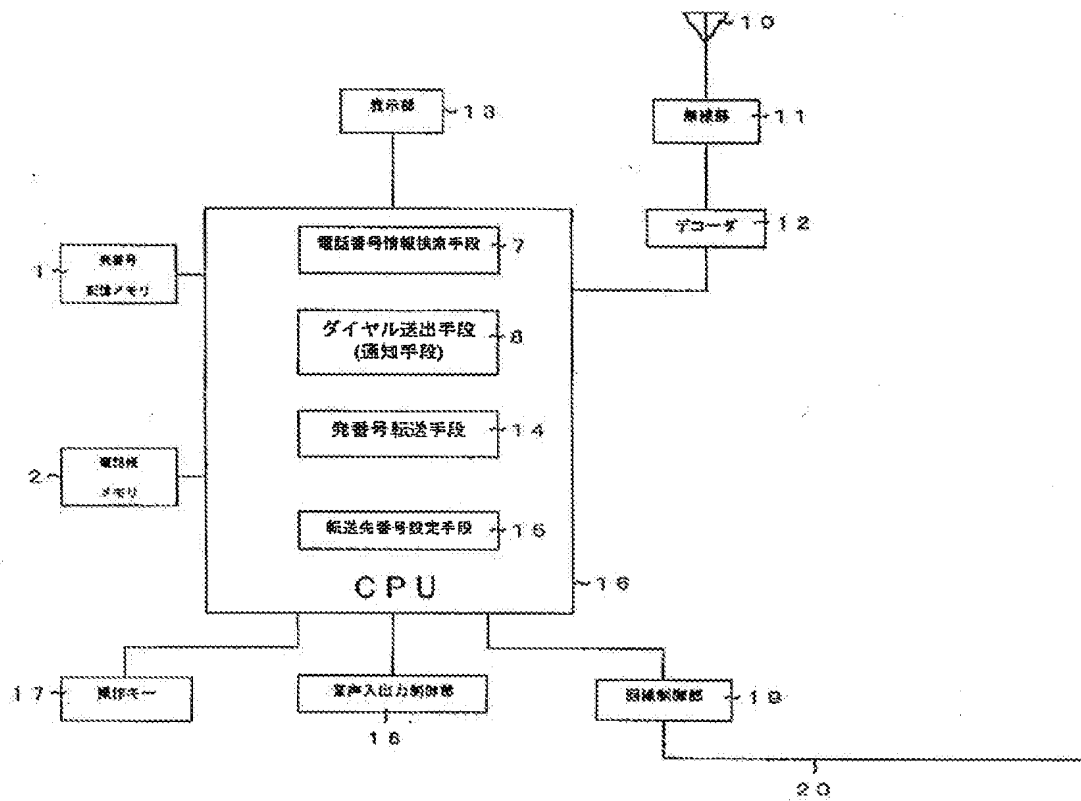 10
表示部
13
無線部
11
デコーダ
12
電話番号情報検索手段
7
1
発番号
記憶メモリ
ダイヤル送出手段
(通知手段)
8
発番号転送手段
14
2
電話帳
メモリ
転送先番号設定手段
15
CPU
16
17
操作キー
音声入出力制御部
回線制御部
19
20